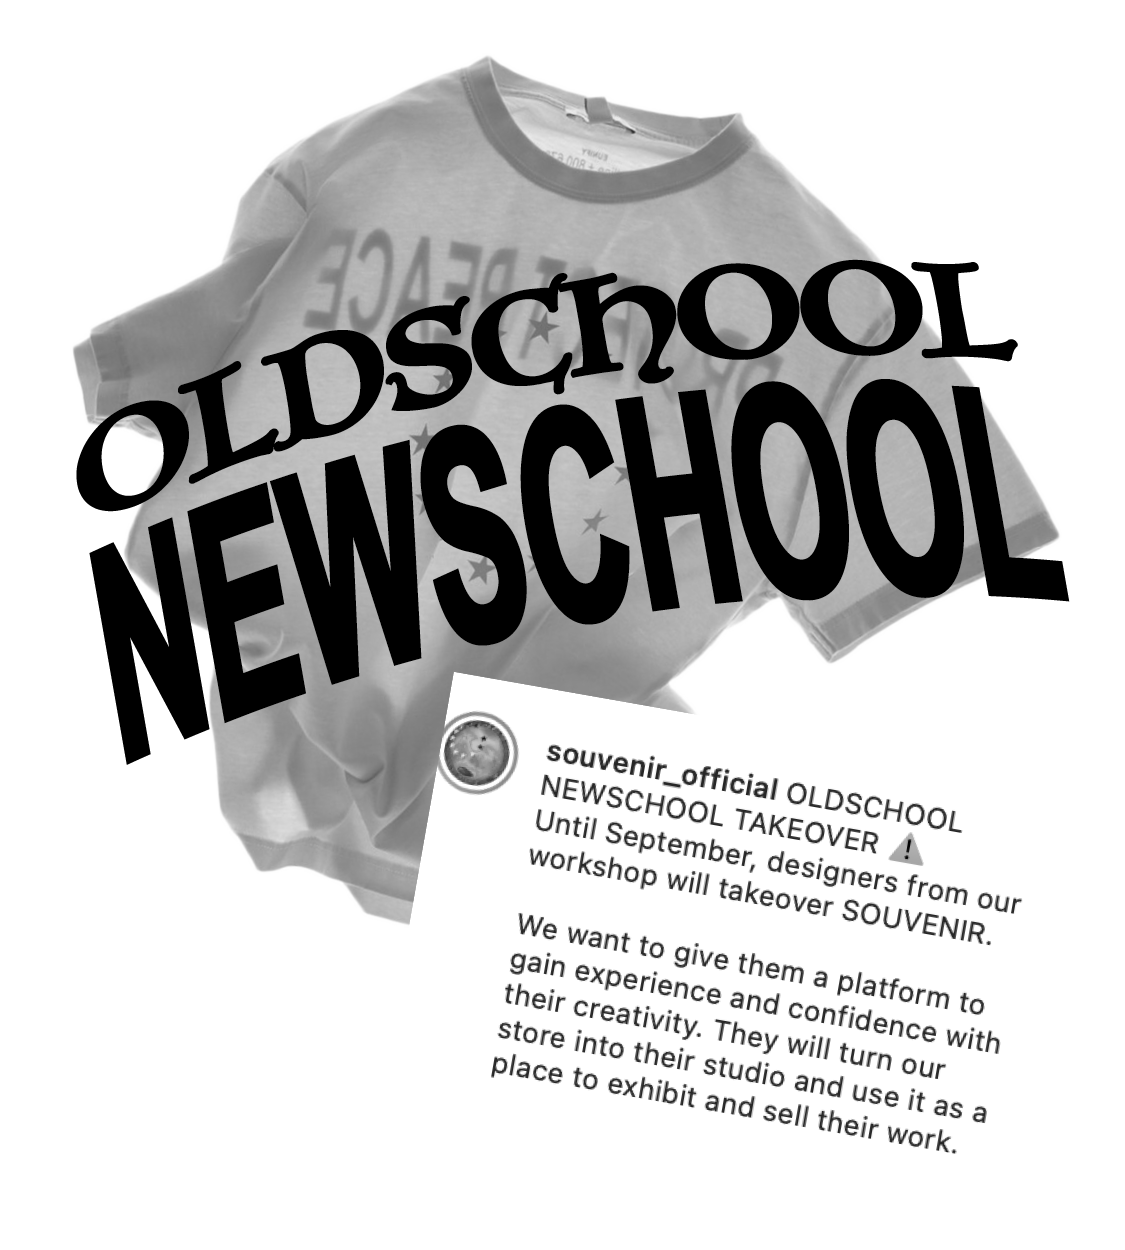 PEACE
OLDSCHOOL
NEWSCHOOL
souvenir_official OLDSCHOOL
NEWSCHOOL TAKEOVER ⚠
Until September, designers from our
workshop will takeover SOUVENIR.
We want to give them a platform to
gain experience and confidence with
their creativity. They will turn our
store into their studio and use it as a
place to exhibit and sell their work.